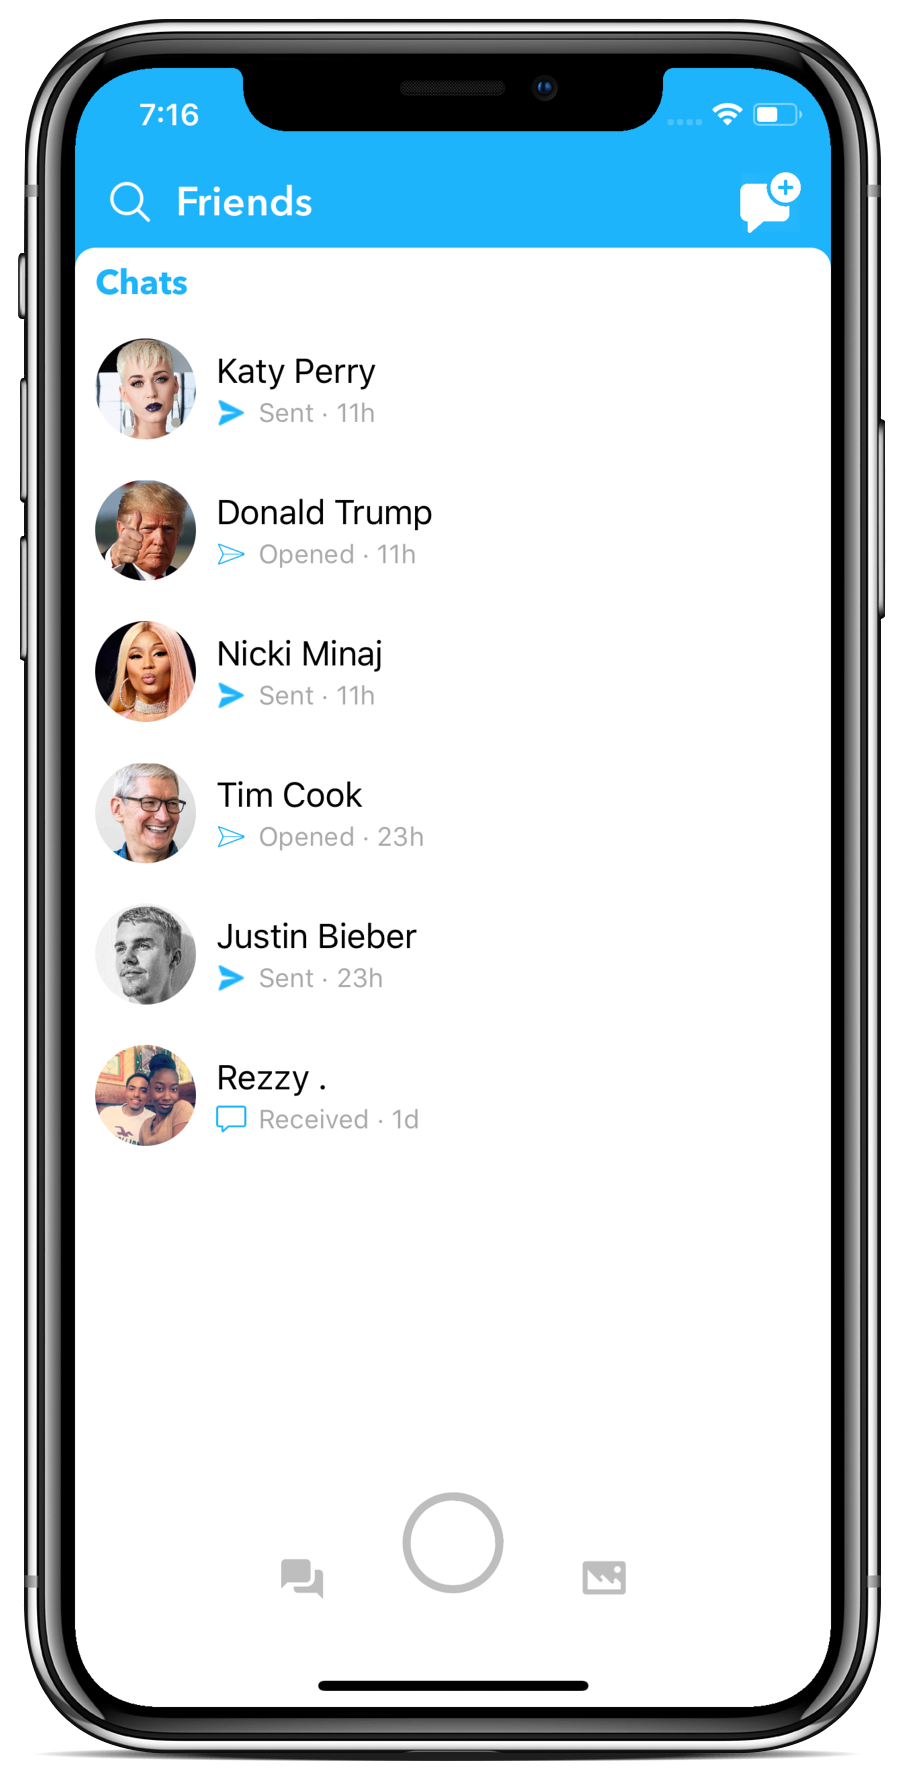 7:16
Friends
Chats
Katy Perry
Sent · 11h
Donald Trump
Opened · 11h
Nicki Minaj
Sent · 11h
Tim Cook
Opened · 23h
Justin Bieber
Sent · 23h
Rezzy .
Received · 1d